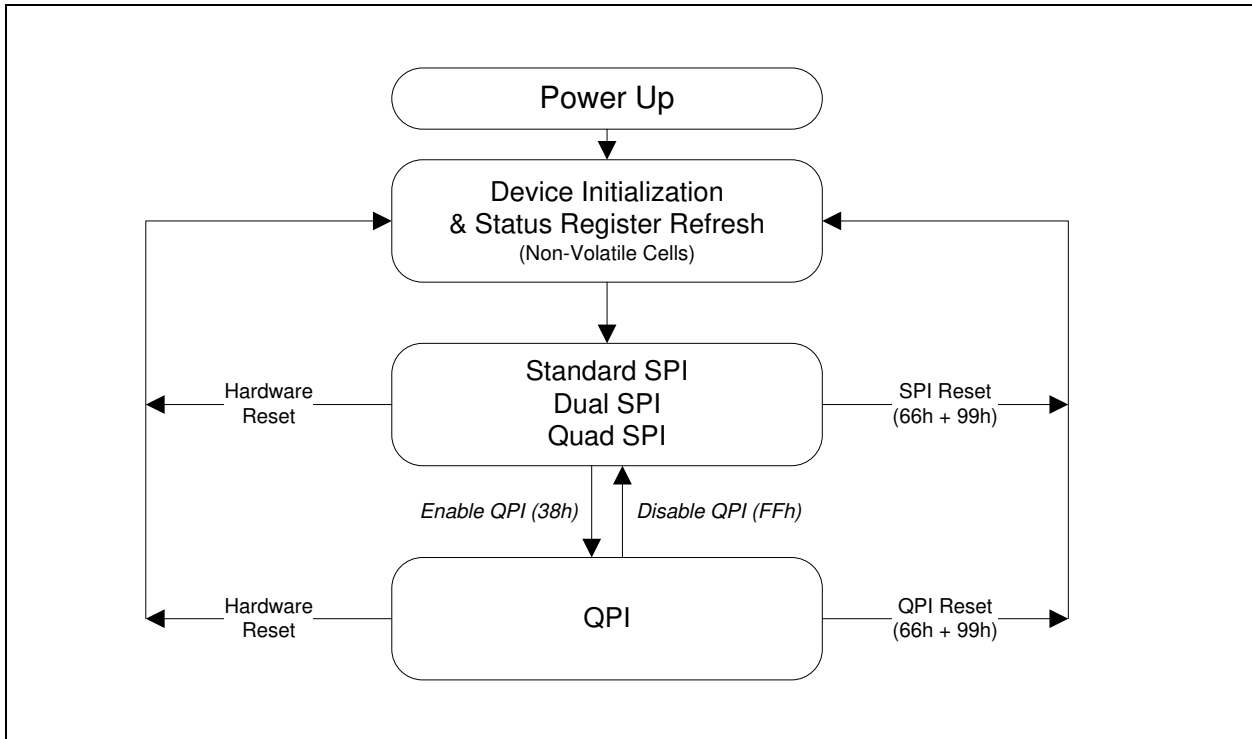 Power Up
Device Initialization
& Status Register Refresh
(Non-Volatile Cells)
Standard SPI
Dual SPI
Quad SPI
Hardware
Reset
SPI Reset
(66h + 99h)
Enable QPI (38h)
Disable QPI (FFh)
Hardware
Reset
QPI
QPI Reset
(66h + 99h)